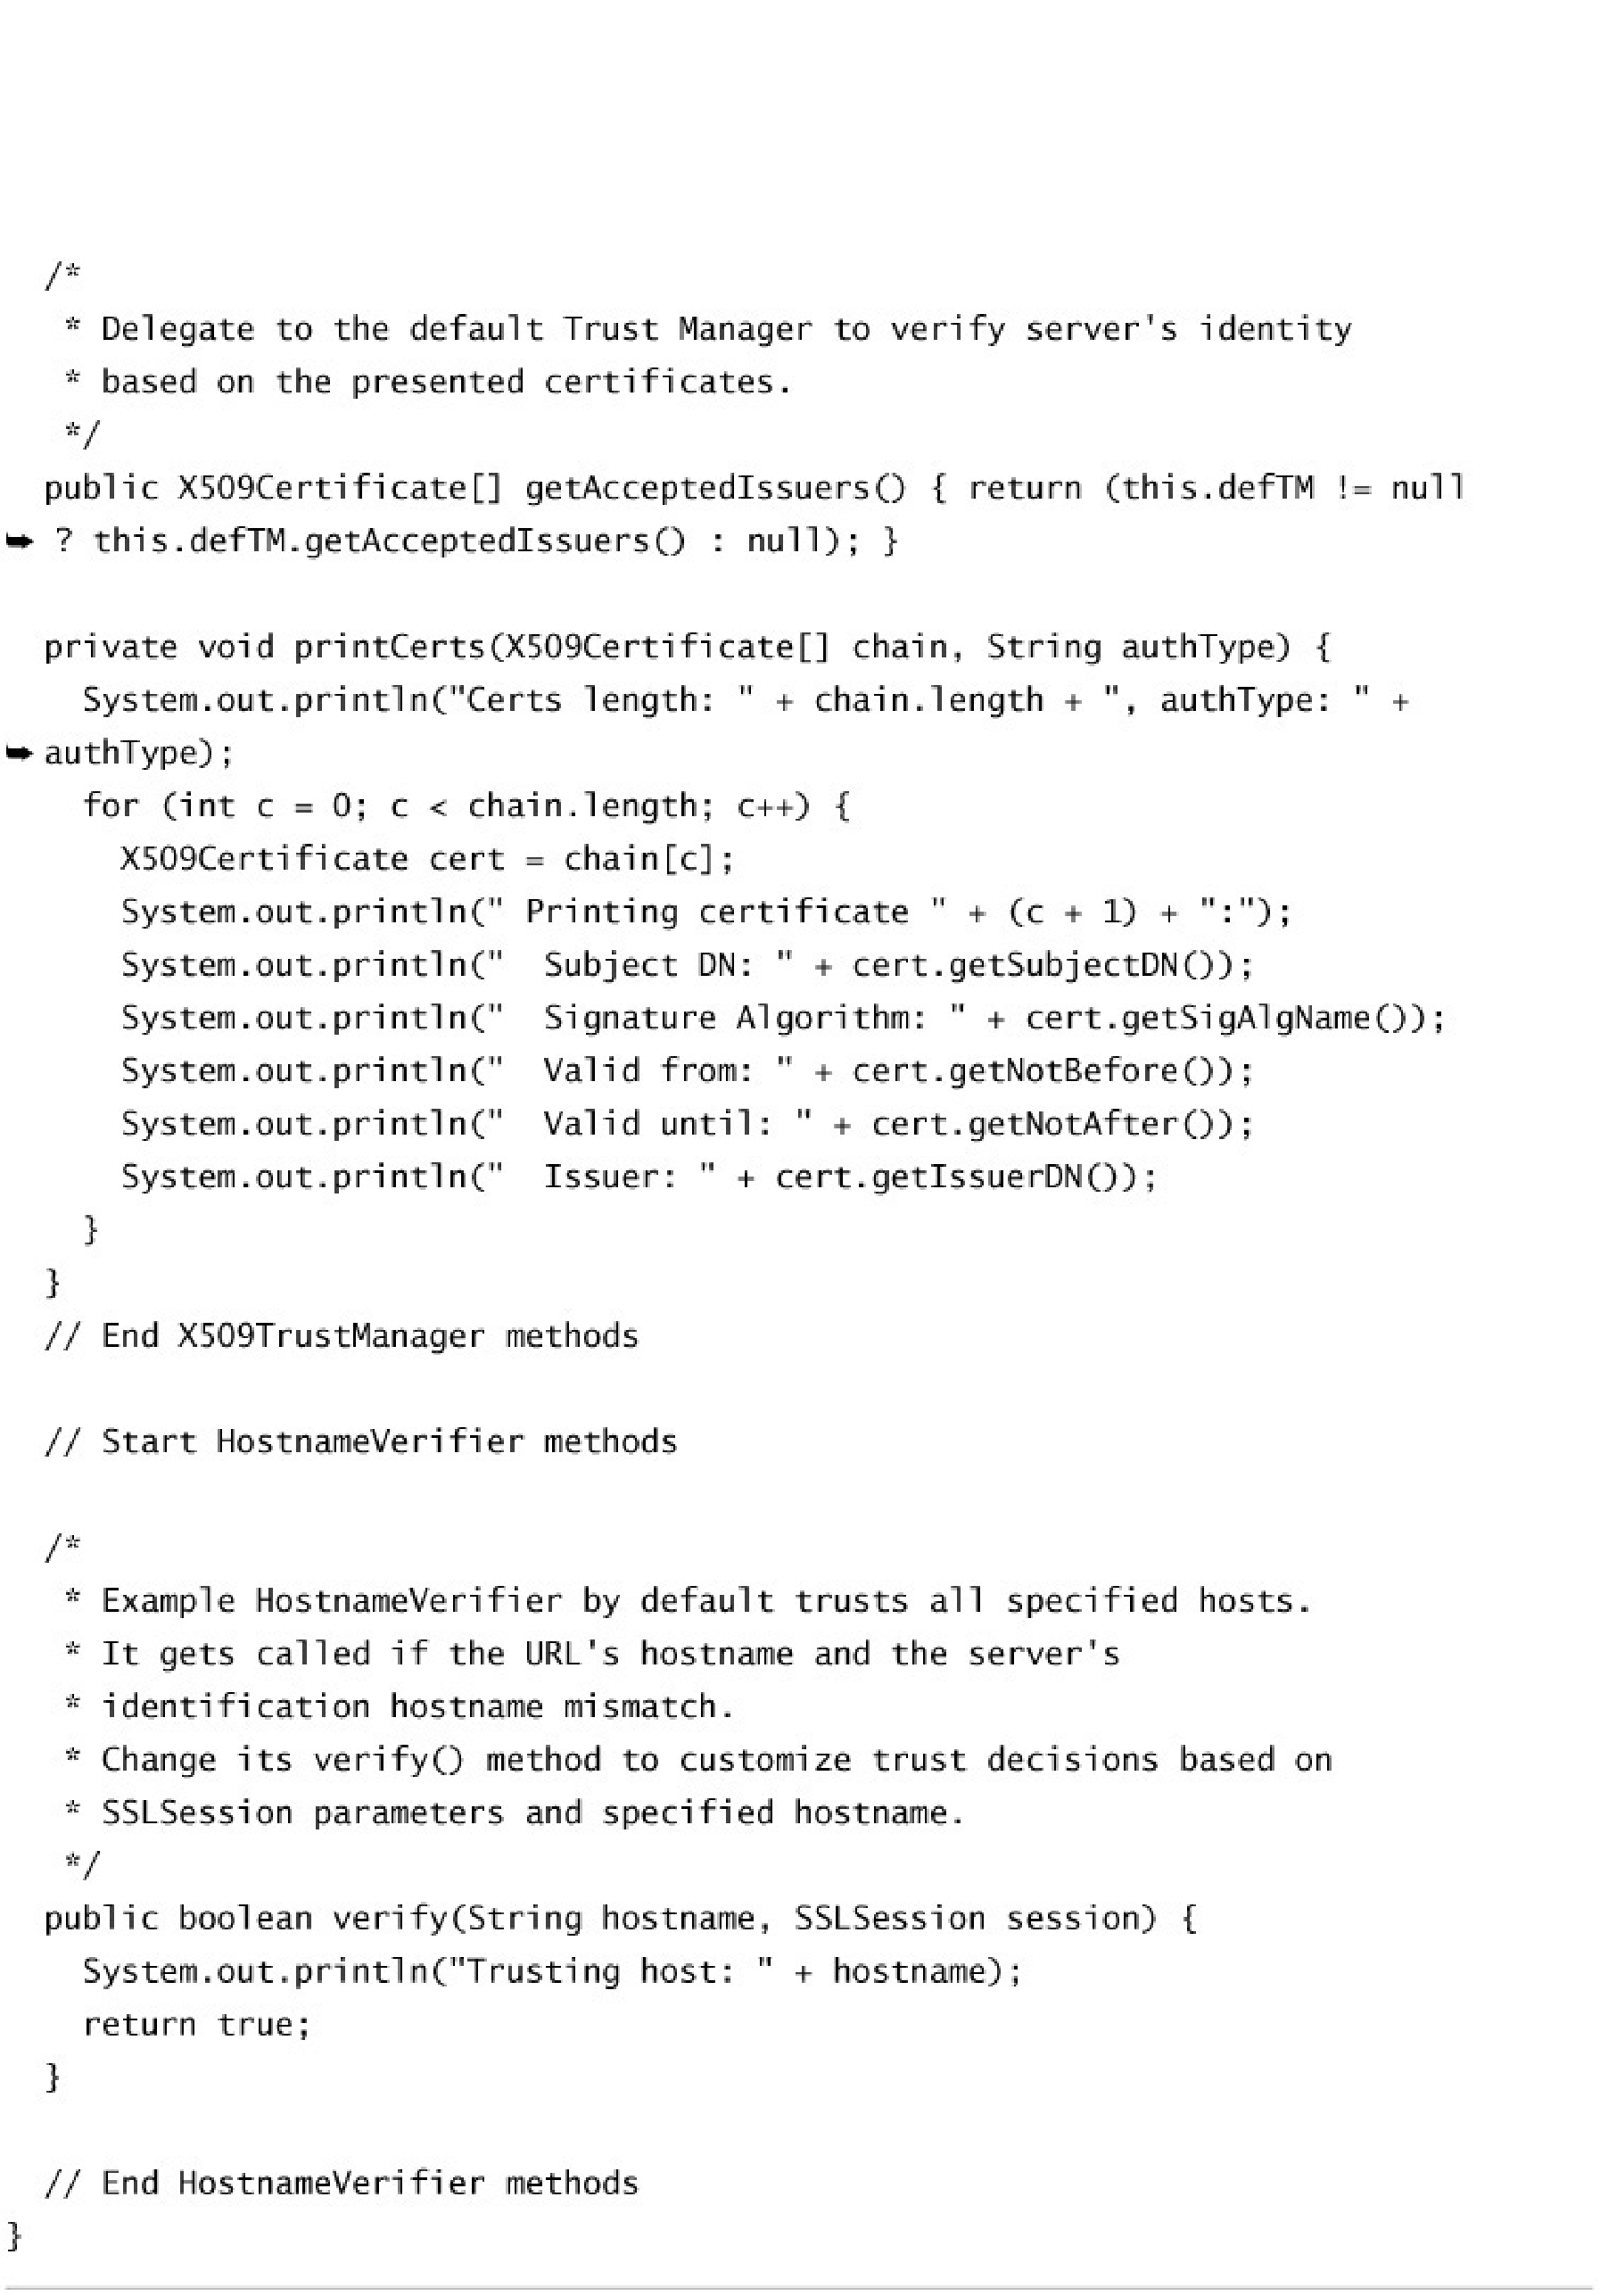 /*
 * Delegate to the default Trust Manager to verify server's identity
 * based on the presented certificates.
 */
public X509Certificate[] getAcceptedIssuers() { return (this.defTM != null
➥ ? this.defTM.getAcceptedIssuers() : null); }
private void printCerts(X509Certificate[] chain, String authType) {
System.out.println("Certs length: " + chain.length + ", authType: " +
➥ authType);
for (int c = 0; c < chain.length; c++) {
X509Certificate cert = chain[c];
System.out.println(" Printing certificate " + (c + 1) + ":");
System.out.println("  Subject DN: " + cert.getSubjectDN());
System.out.println("  Signature Algorithm: " + cert.getSigAlgName());
System.out.println("  Valid from: " + cert.getNotBefore());
System.out.println("  Valid until: " + cert.getNotAfter());
System.out.println("  Issuer: " + cert.getIssuerDN());
}
}
// End X509TrustManager methods
// Start HostnameVerifier methods
/*
 * Example HostnameVerifier by default trusts all specified hosts.
 * It gets called if the URL's hostname and the server's
 * identification hostname mismatch.
 * Change its verify() method to customize trust decisions based on
 * SSLSession parameters and specified hostname.
 */
public boolean verify(String hostname, SSLSession session) {
System.out.println("Trusting host: " + hostname);
return true;
}
// End HostnameVerifier methods
}